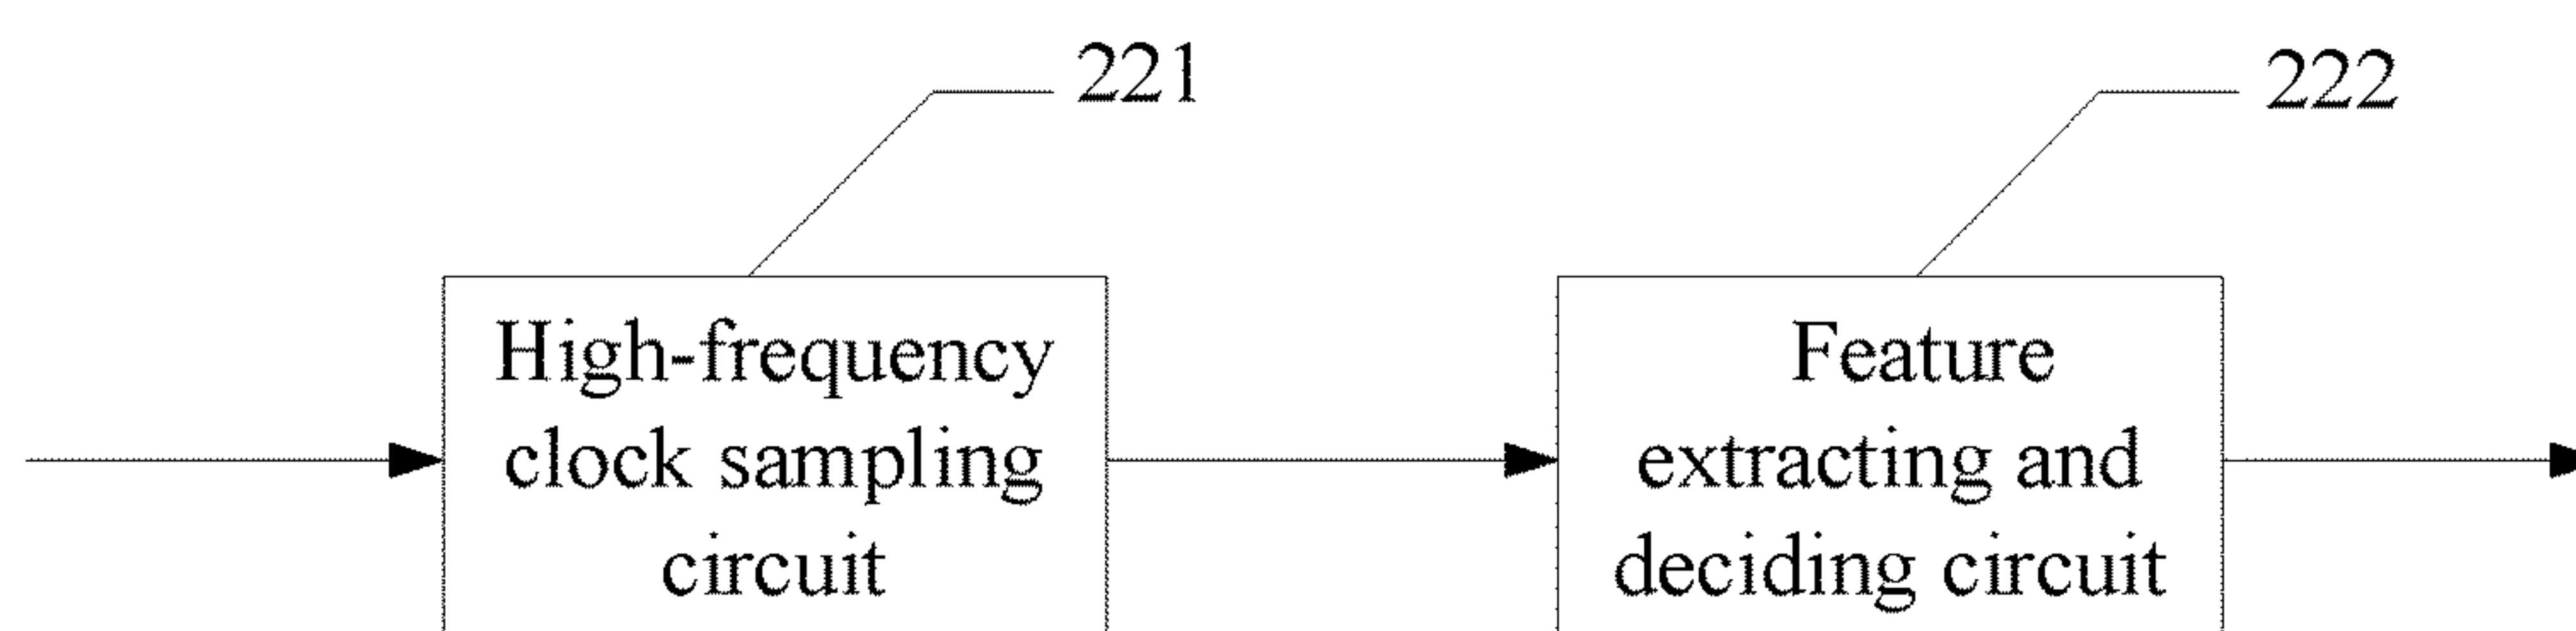 221
222
High-frequency
clock sampling
circuit
Feature
extracting and
deciding circuit